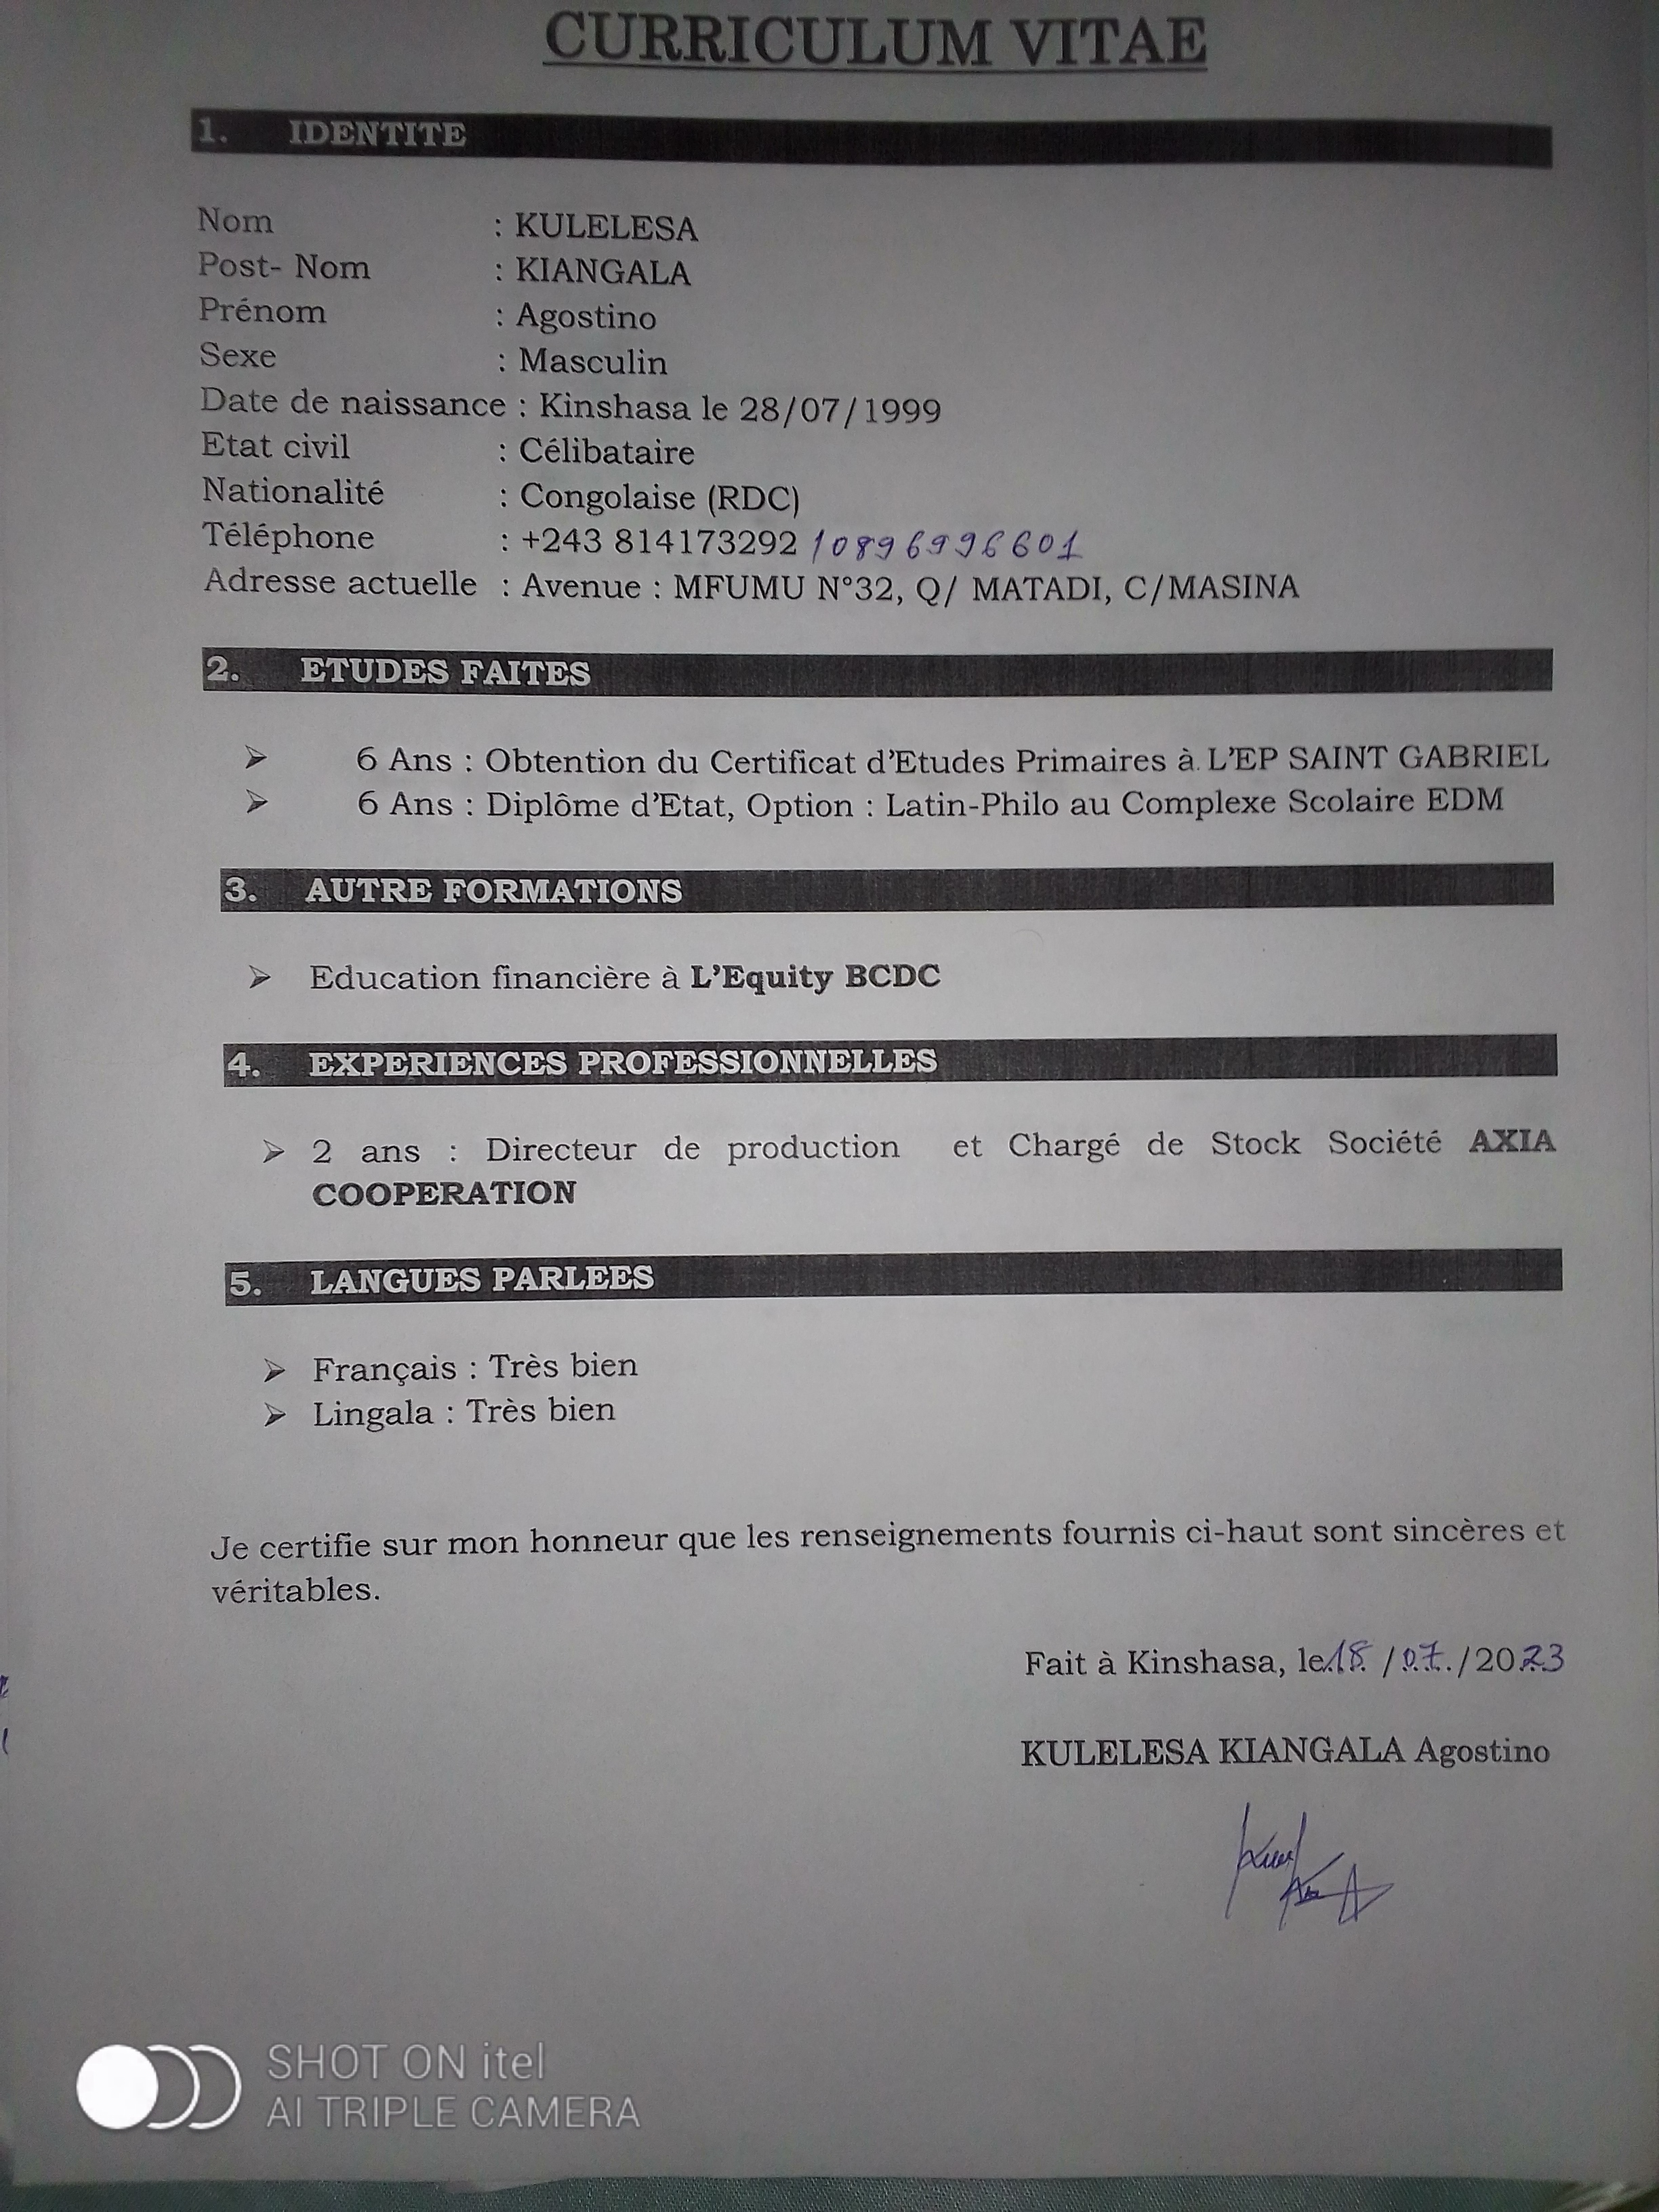 CURRICULUM VITAE
1. IDENTITE
Nom : KULELESA
Post- Nom : KIANGALA
Prénom : Agostino
Sexe : Masculin
Date de naissance : Kinshasa le 28/07/1999
Etat civil : Célibataire
Nationalité : Congolaise (RDC)
Téléphone : +243 814173292 /0896996601
Adresse actuelle : Avenue : MFUMU N°32, Q/ MATADI, C/MASINA
2. ETUDES FAITES
➢ 6 Ans : Obtention du Certificat d'Etudes Primaires à L'EP SAINT GABRIEL
➢ 6 Ans : Diplôme d'Etat, Option : Latin-Philo au Complexe Scolaire EDM
3. AUTRE FORMATIONS
➢ Education financière à L'Equity BCDC
4. EXPERIENCES PROFESSIONNELLES
➢ 2 ans : Directeur de production et Chargé de Stock Société AXIA
COOPERATION
5. LANGUES PARLEES
➢ Français : Très bien
➢ Lingala : Très bien
Je certifie sur mon honneur que les renseignements fournis ci-haut sont sincères et
véritables.
Fait à Kinshasa, le 18 /07/2023
KULELESA KIANGALA Agostino
SHOT ON itel
AI TRIPLE CAMERA